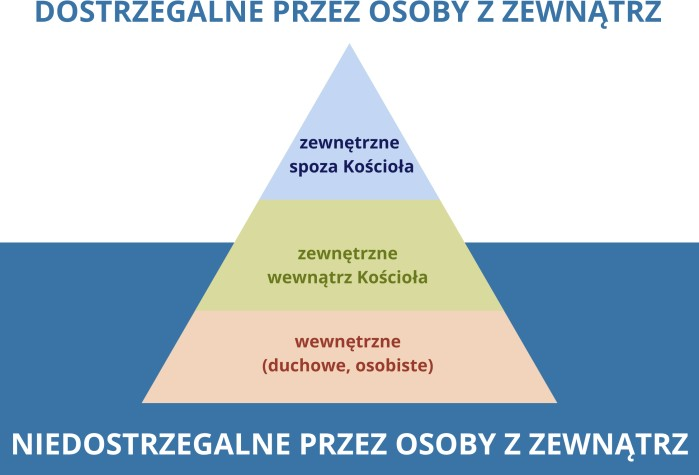 DOSTRZEGALNE PRZEZ OSOBY Z ZEWNĄTRZ
zewnętrzne
spoza Kościoła
zewnętrzne
wewnątrz Kościoła
wewnętrzne
(duchowe, osobiste)
NIEDOSTRZEGALNE PRZEZ OSOBY Z ZEWNĄTRZ